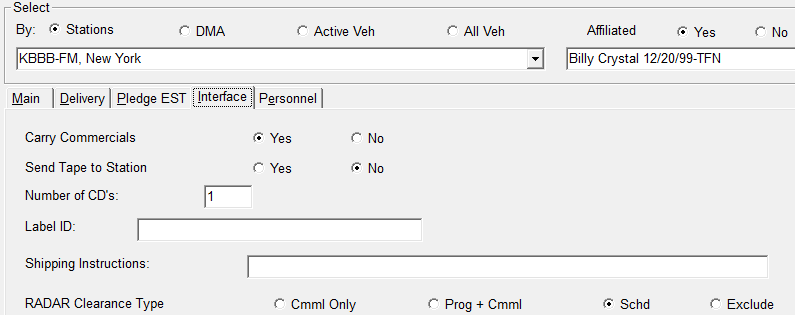 Select
By: Stations DMA Active Veh All Veh Affiliated Yes No
KBBB-FM, New York Billy Crystal 12/20/99-TFN
Main Delivery Pledge EST Interface Personnel
Carry Commercials Yes No
Send Tape to Station Yes No
Number of CD's: 1
Label ID:
Shipping Instructions:
RADAR Clearance Type Cmml Only Prog + Cmml Schd Exclude